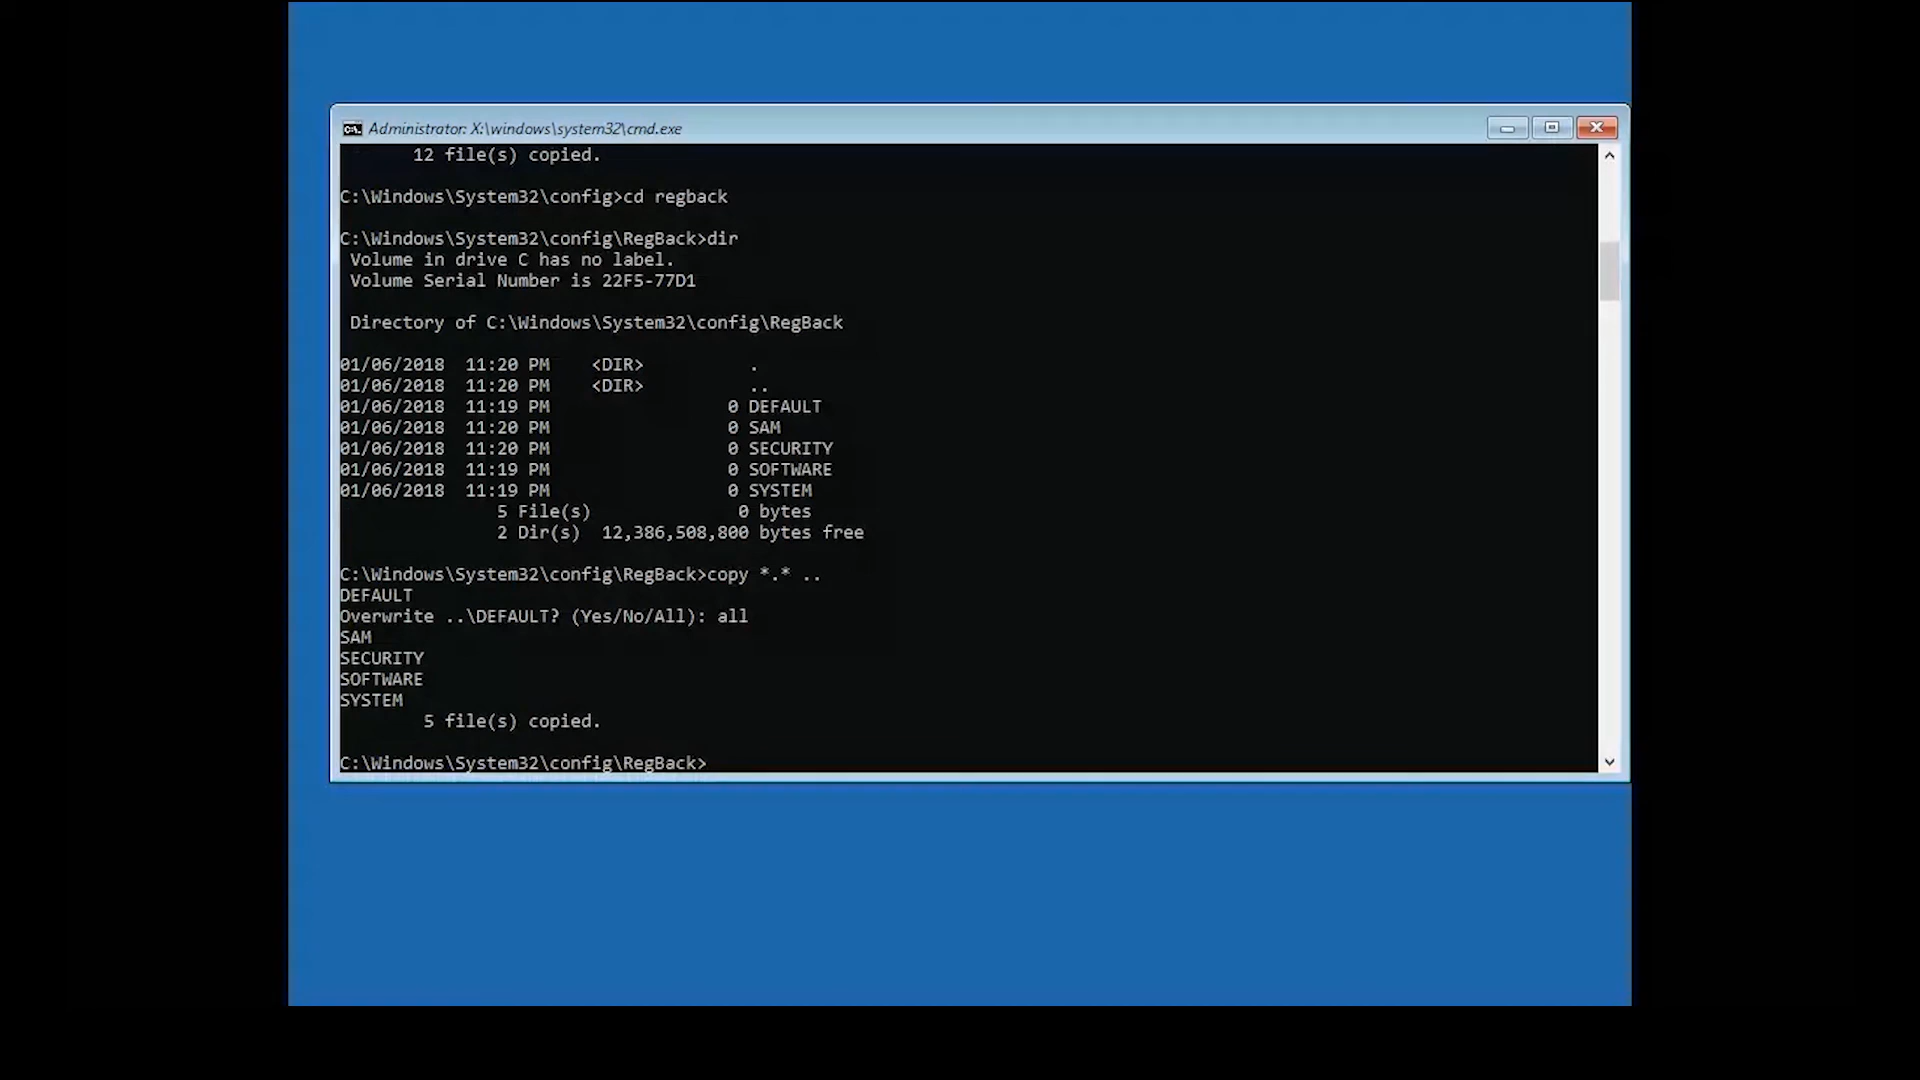 Administrator: X:\windows\system32\cmd.exe
12 file(s) copied.
C:\Windows\System32\config>cd regback
C:\Windows\System32\config\RegBack>dir
Volume in drive C has no label.
Volume Serial Number is 22F5-77D1
Directory of C:\Windows\System32\config\RegBack
01/06/2018  11:20 PM    <DIR>          .
01/06/2018  11:20 PM    <DIR>          ..
01/06/2018  11:19 PM                 0 DEFAULT
01/06/2018  11:20 PM                 0 SAM
01/06/2018  11:20 PM                 0 SECURITY
01/06/2018  11:19 PM                 0 SOFTWARE
01/06/2018  11:19 PM                 0 SYSTEM
5 File(s)              0 bytes
2 Dir(s)  12,386,508,800 bytes free
C:\Windows\System32\config\RegBack>copy *.* ..
DEFAULT
Overwrite ..\DEFAULT? (Yes/No/All): all
SAM
SECURITY
SOFTWARE
SYSTEM
5 file(s) copied.
C:\Windows\System32\config\RegBack>